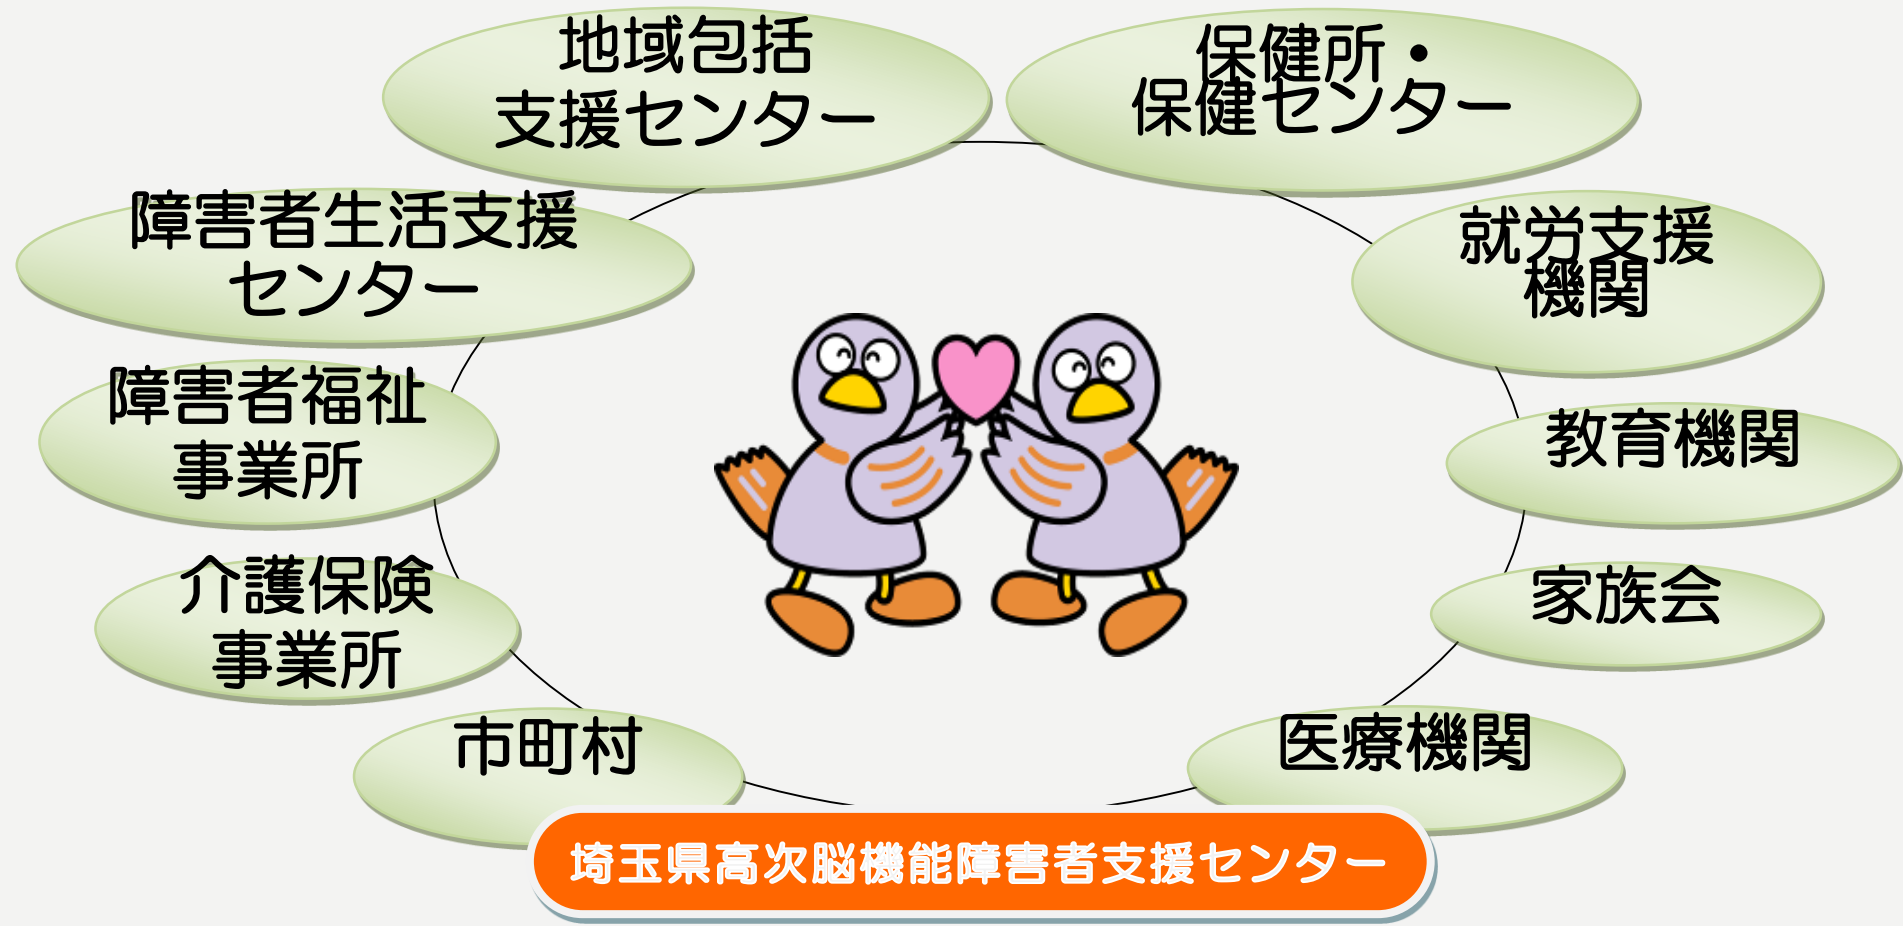 地域包括
支援センター
保健所・
保健センター
障害者生活支援
センター
就労支援
機関
障害者福祉
事業所
教育機関
介護保険
事業所
家族会
市町村
医療機関
埼玉県高次脳機能障害者支援センター